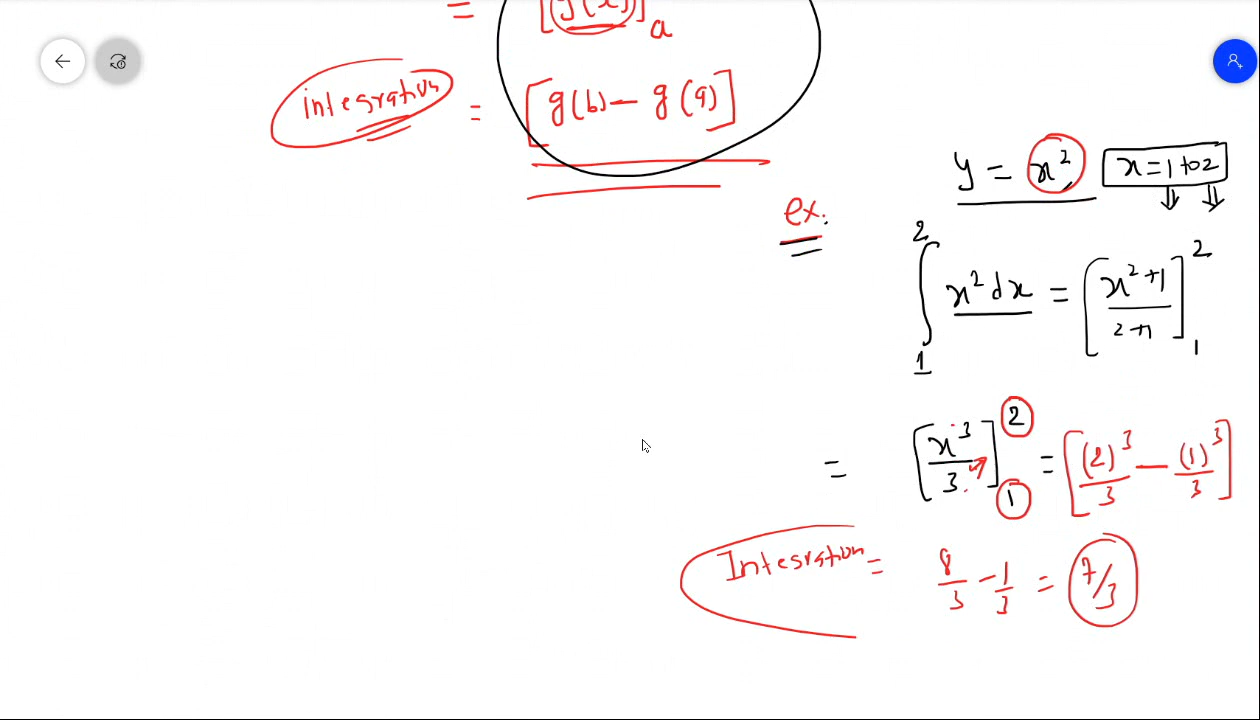 = [g(x)]a
Integration = [g(b) - g(a)]
y = x² x = 1 to 2
ex.
∫₁² x² dx = [x²⁺¹/2+1]₁²
= [x³/3]₁² = [(2)³/3 - (1)³/3]
Integration = 8/3 - 1/3 = 7/3